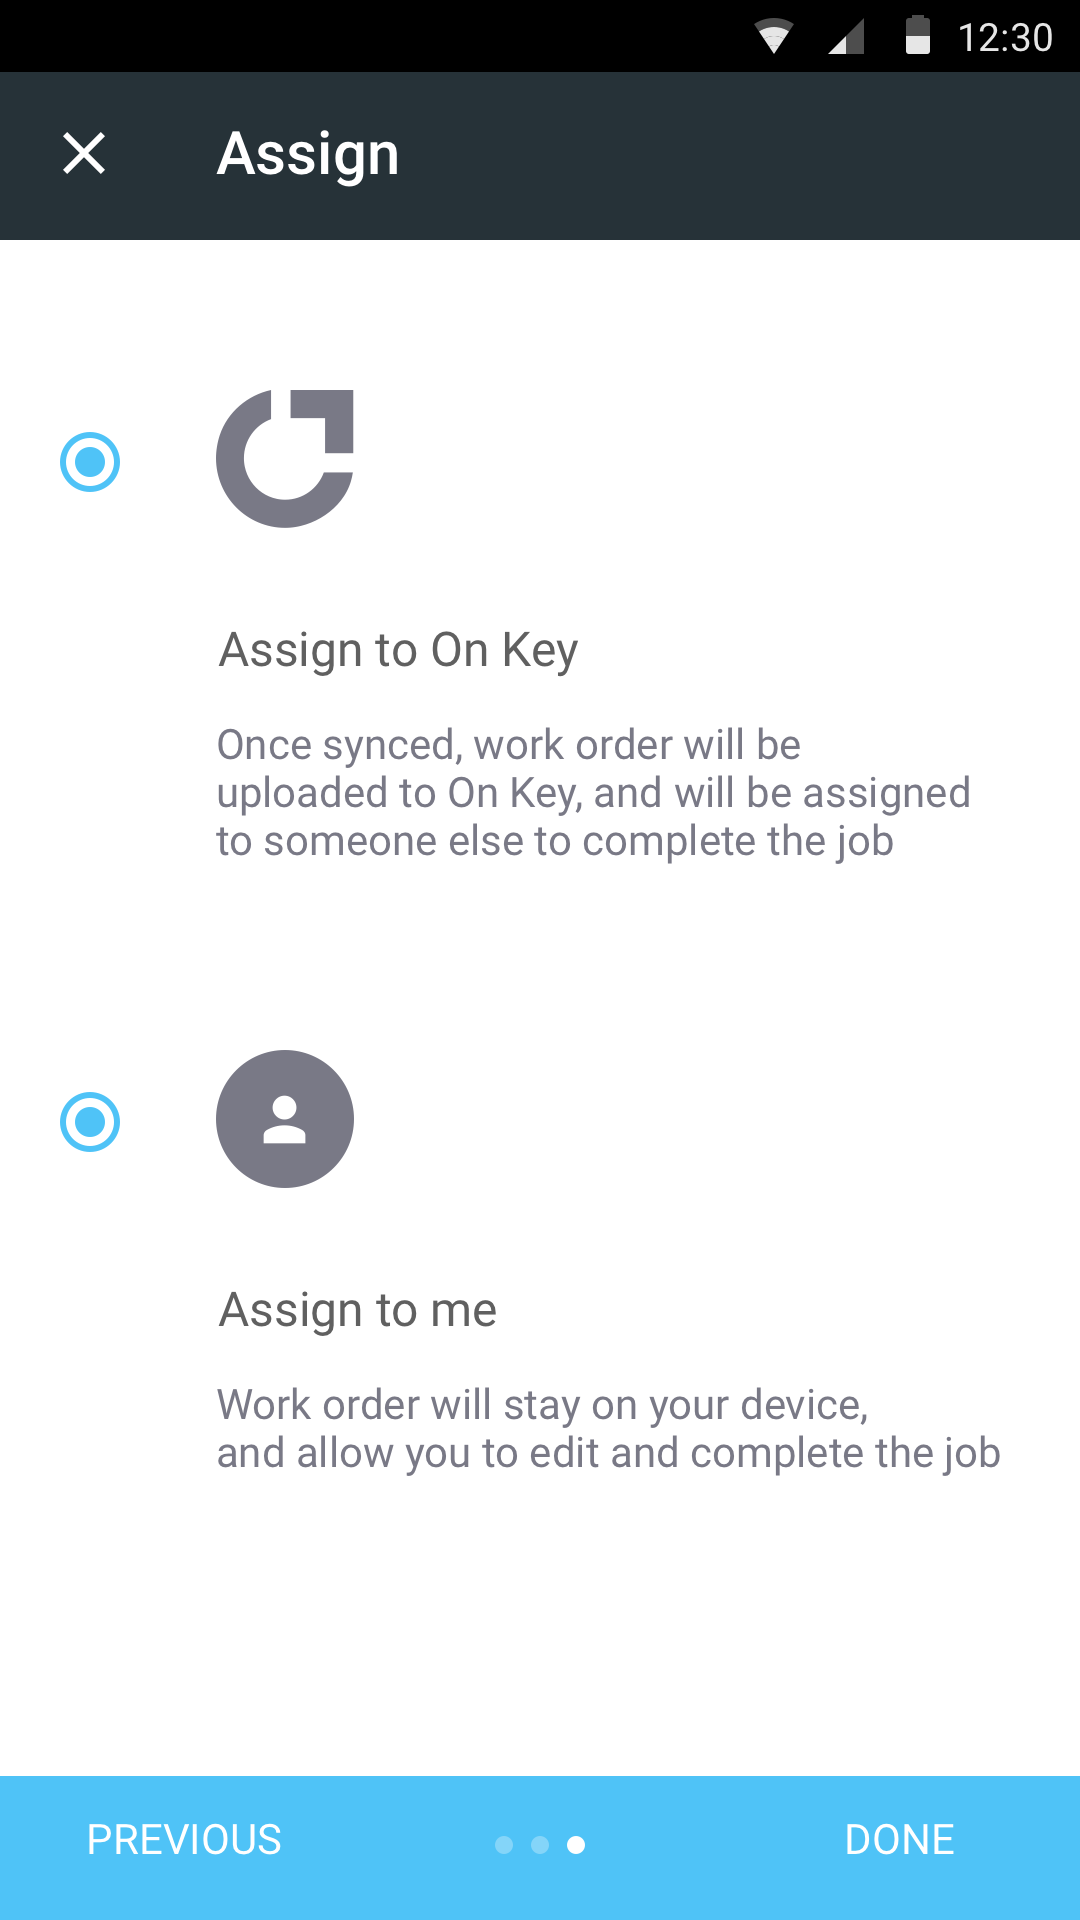 12:30
Assign
Assign to On Key
Once synced, work order will be
uploaded to On Key, and will be assigned
to someone else to complete the job
Assign to me
Work order will stay on your device,
and allow you to edit and complete the job
PREVIOUS
DONE